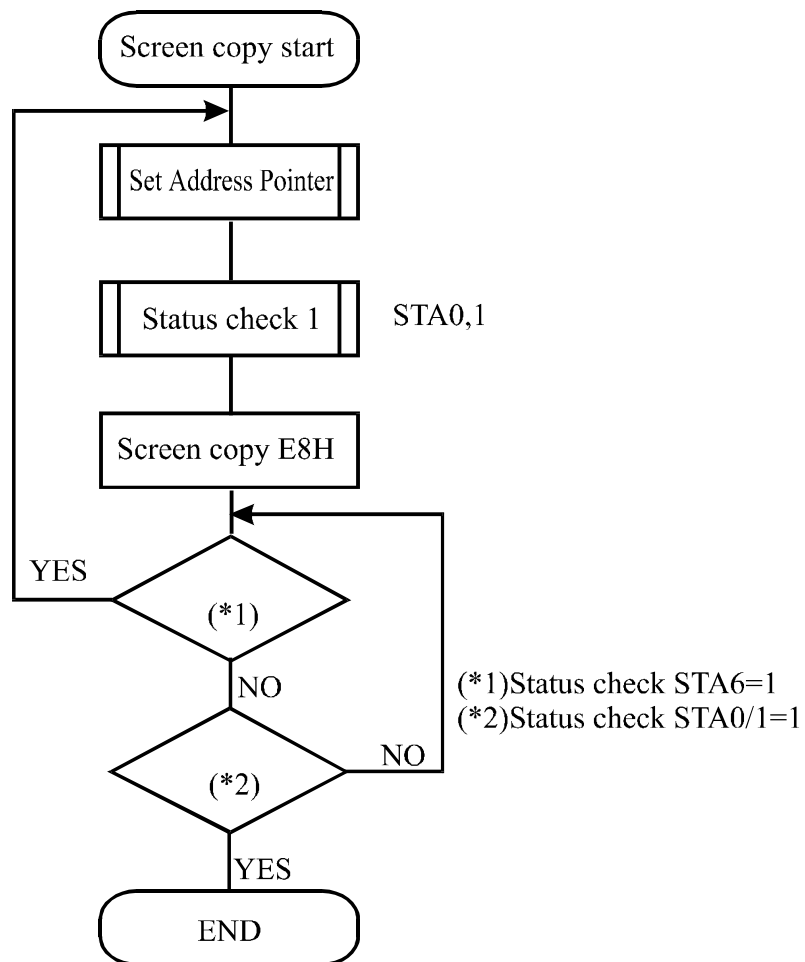 Screen copy start
Set Address Pointer
Status check 1
STA0,1
Screen copy E8H
YES
(*1)
NO
(*1)Status check STA6=1
(*2)Status check STA0/1=1
NO
(*2)
YES
END